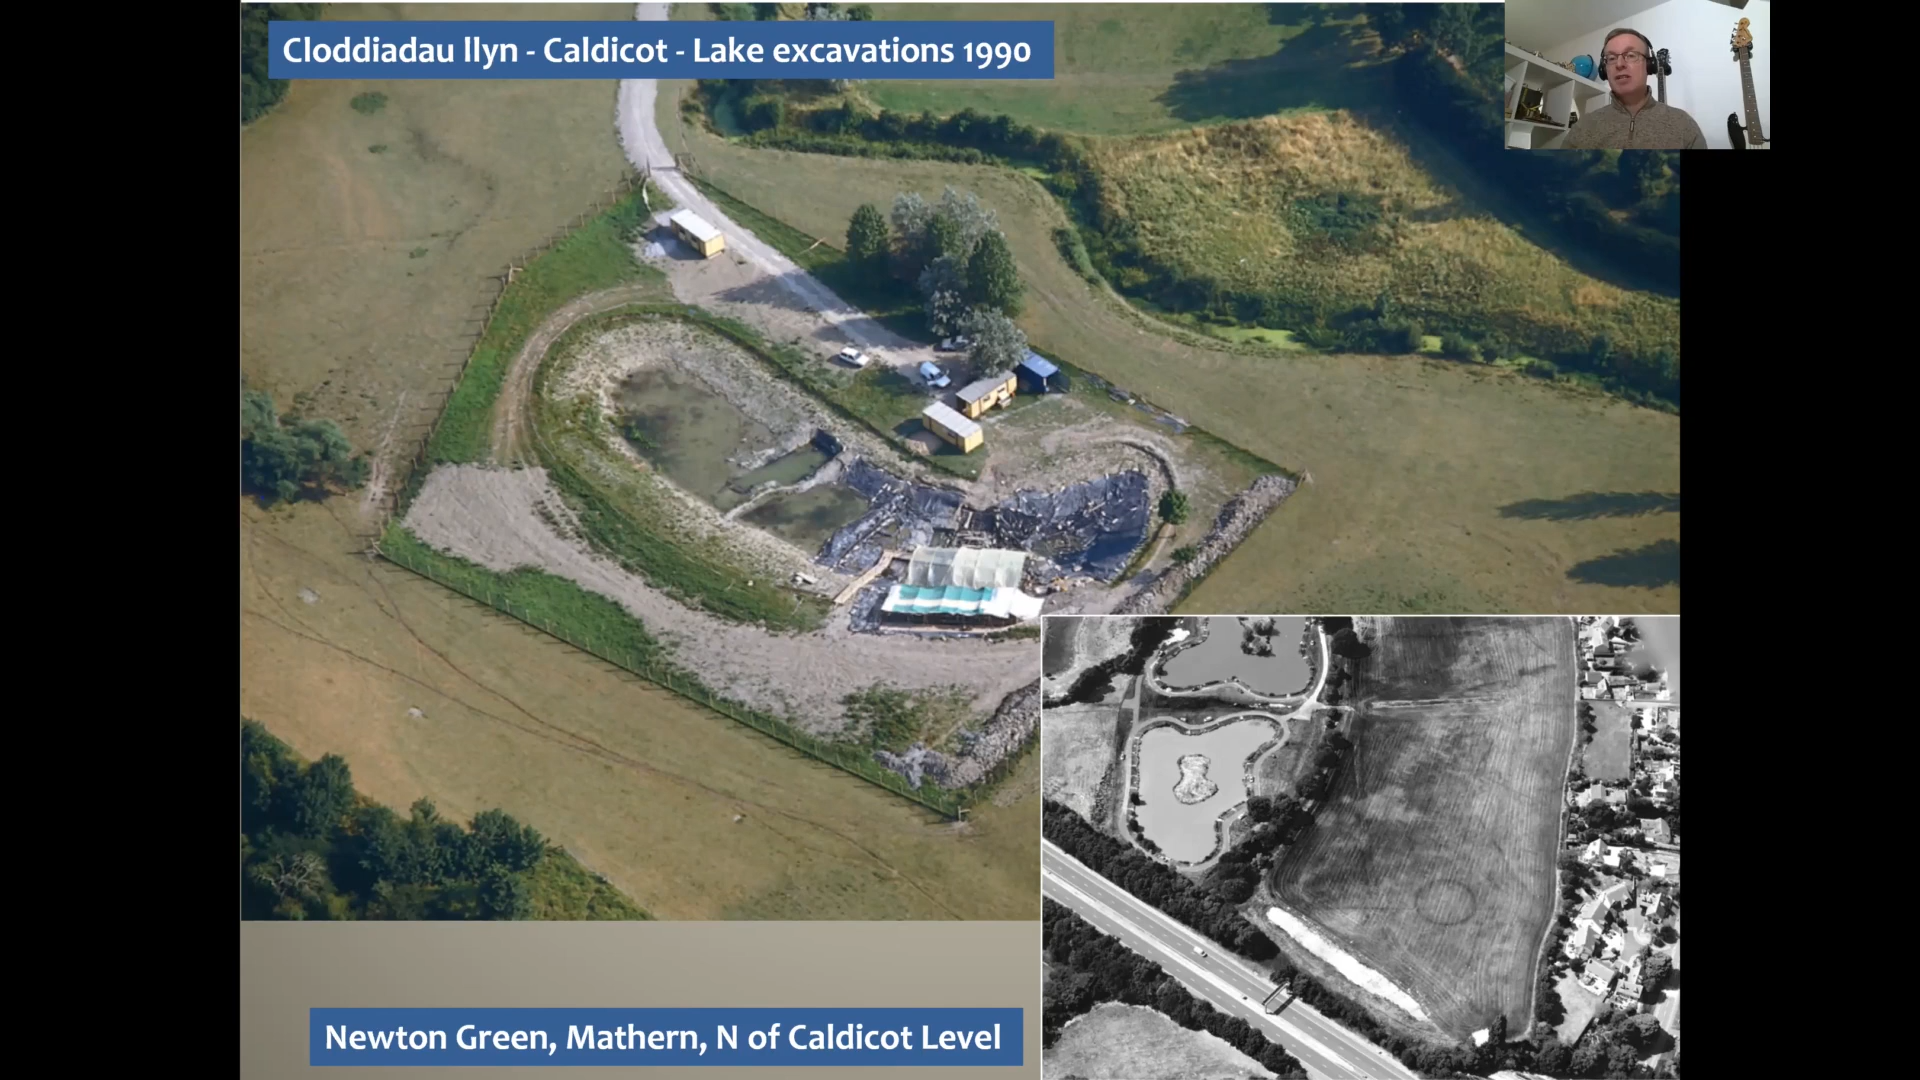 Cloddiadau llyn - Caldicot - Lake excavations 1990
Newton Green, Mathern, N of Caldicot Level